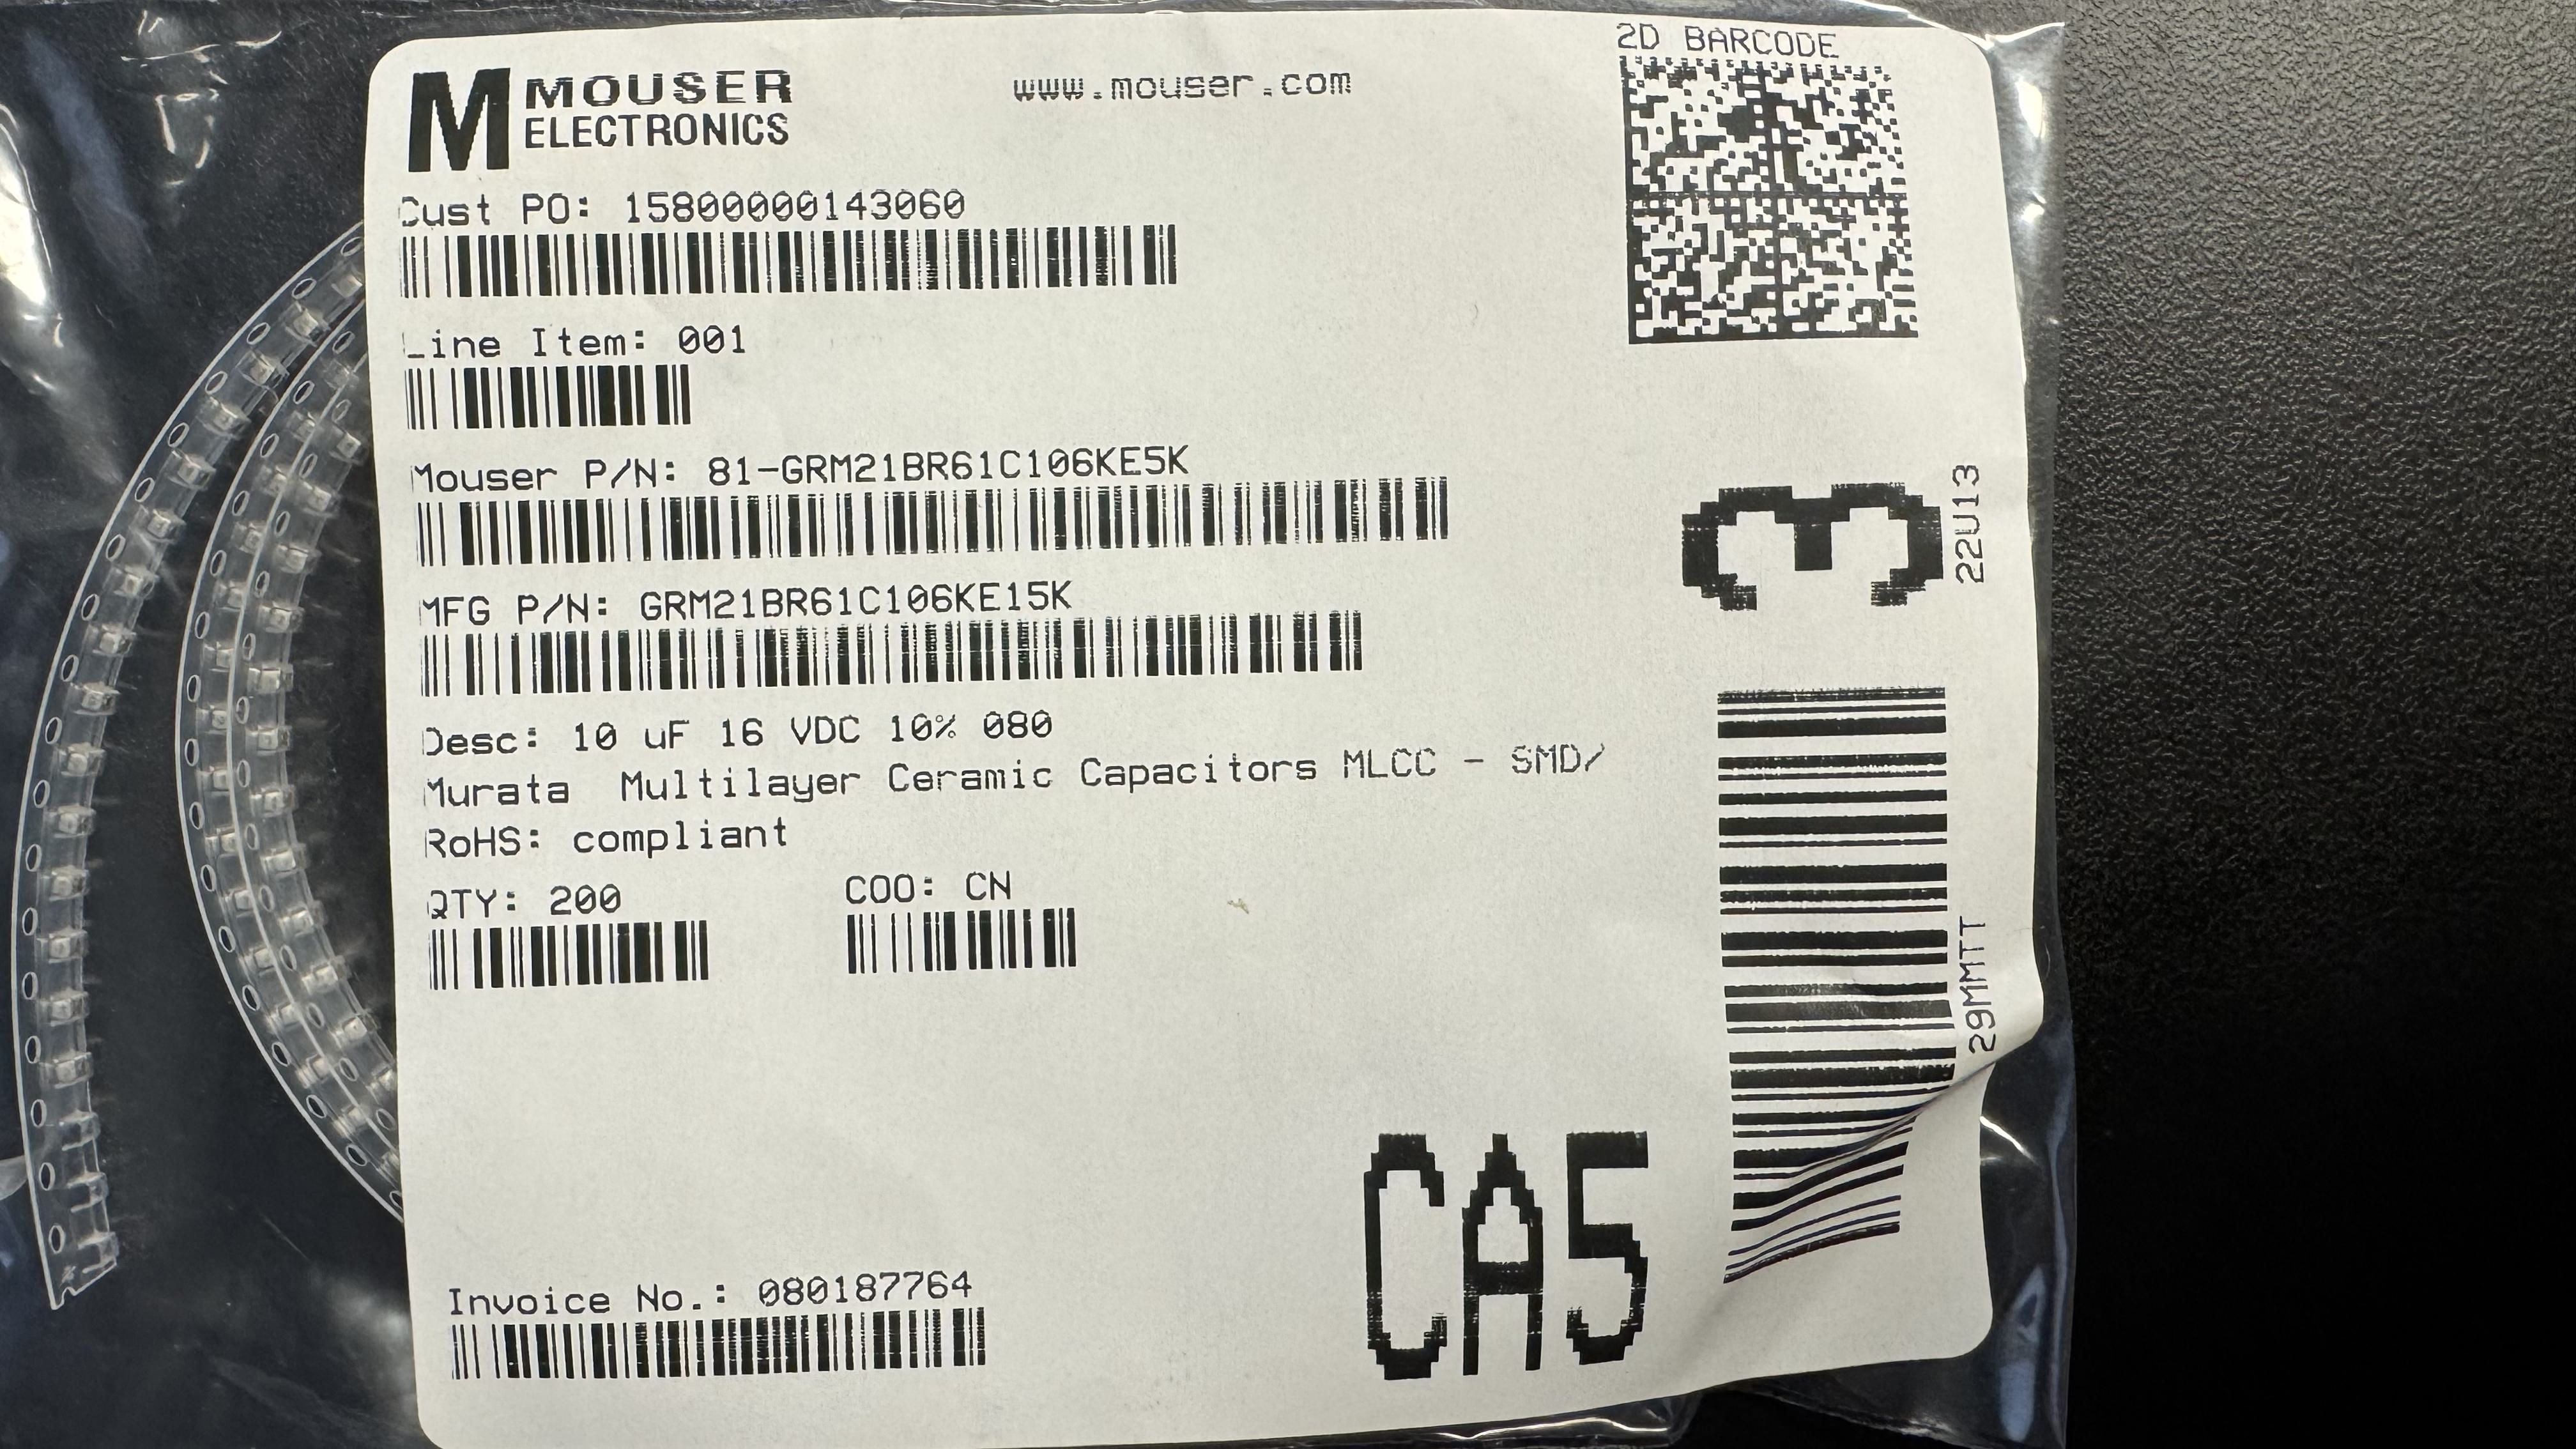 MOUSER
ELECTRONICS
www.mouser.com
2D BARCODE
Cust PO: 15800000143060
Line Item: 001
Mouser P/N: 81-GRM21BR61C106KE5K
MFG P/N: GRM21BR61C106KE15K
Desc: 10 uF 16 VDC 10% 080
Murata Multilayer Ceramic Capacitors MLCC - SMD/
RoHS: compliant
QTY: 200
COO: CN
Invoice No.: 080187764
CA5
3
22U13
29MMTT